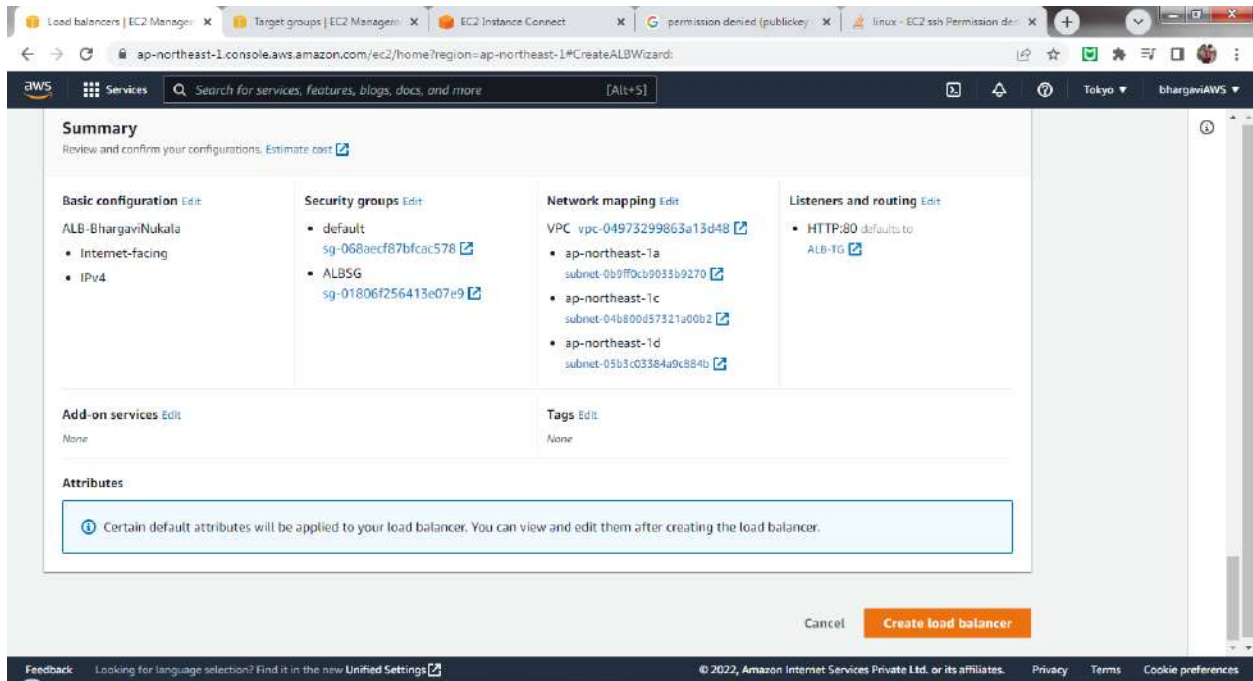 Load balancers | EC2 Manager
Target groups | EC2 Managem
EC2 Instance Connect
permission denied (publickey
linux - EC2 ssh Permission de
ap-northeast-1.console.aws.amazon.com/ec2/home?region=ap-northeast-1#CreateALBWizard:
aws
Services
Search for services, features, blogs, docs, and more
[Alt+S]
Tokyo
bhargaviAWS
Summary
Review and confirm your configurations. Estimate cost
Basic configuration Edit
ALB-BhargaviNukala
• Internet-facing
• IPv4
Security groups Edit
• default
sg-068aecf87bfcac578
• ALBSG
sg-01806f256413e07e9
Network mapping Edit
VPC vpc-04973299863a13d48
• ap-northeast-1a
subnet-0b9ff0cb9033b9270
• ap-northeast-1c
subnet-04b800d57321a00b2
• ap-northeast-1d
subnet-05b3c03384a9c884b
Listeners and routing Edit
• HTTP:80 defaults to
ALB-TG
Add-on services Edit
None
Tags Edit
None
Attributes
Certain default attributes will be applied to your load balancer. You can view and edit them after creating the load balancer.
Cancel
Create load balancer
Feedback
Looking for language selection? Find it in the new Unified Settings
© 2022, Amazon Internet Services Private Ltd. or its affiliates.
Privacy
Terms
Cookie preferences